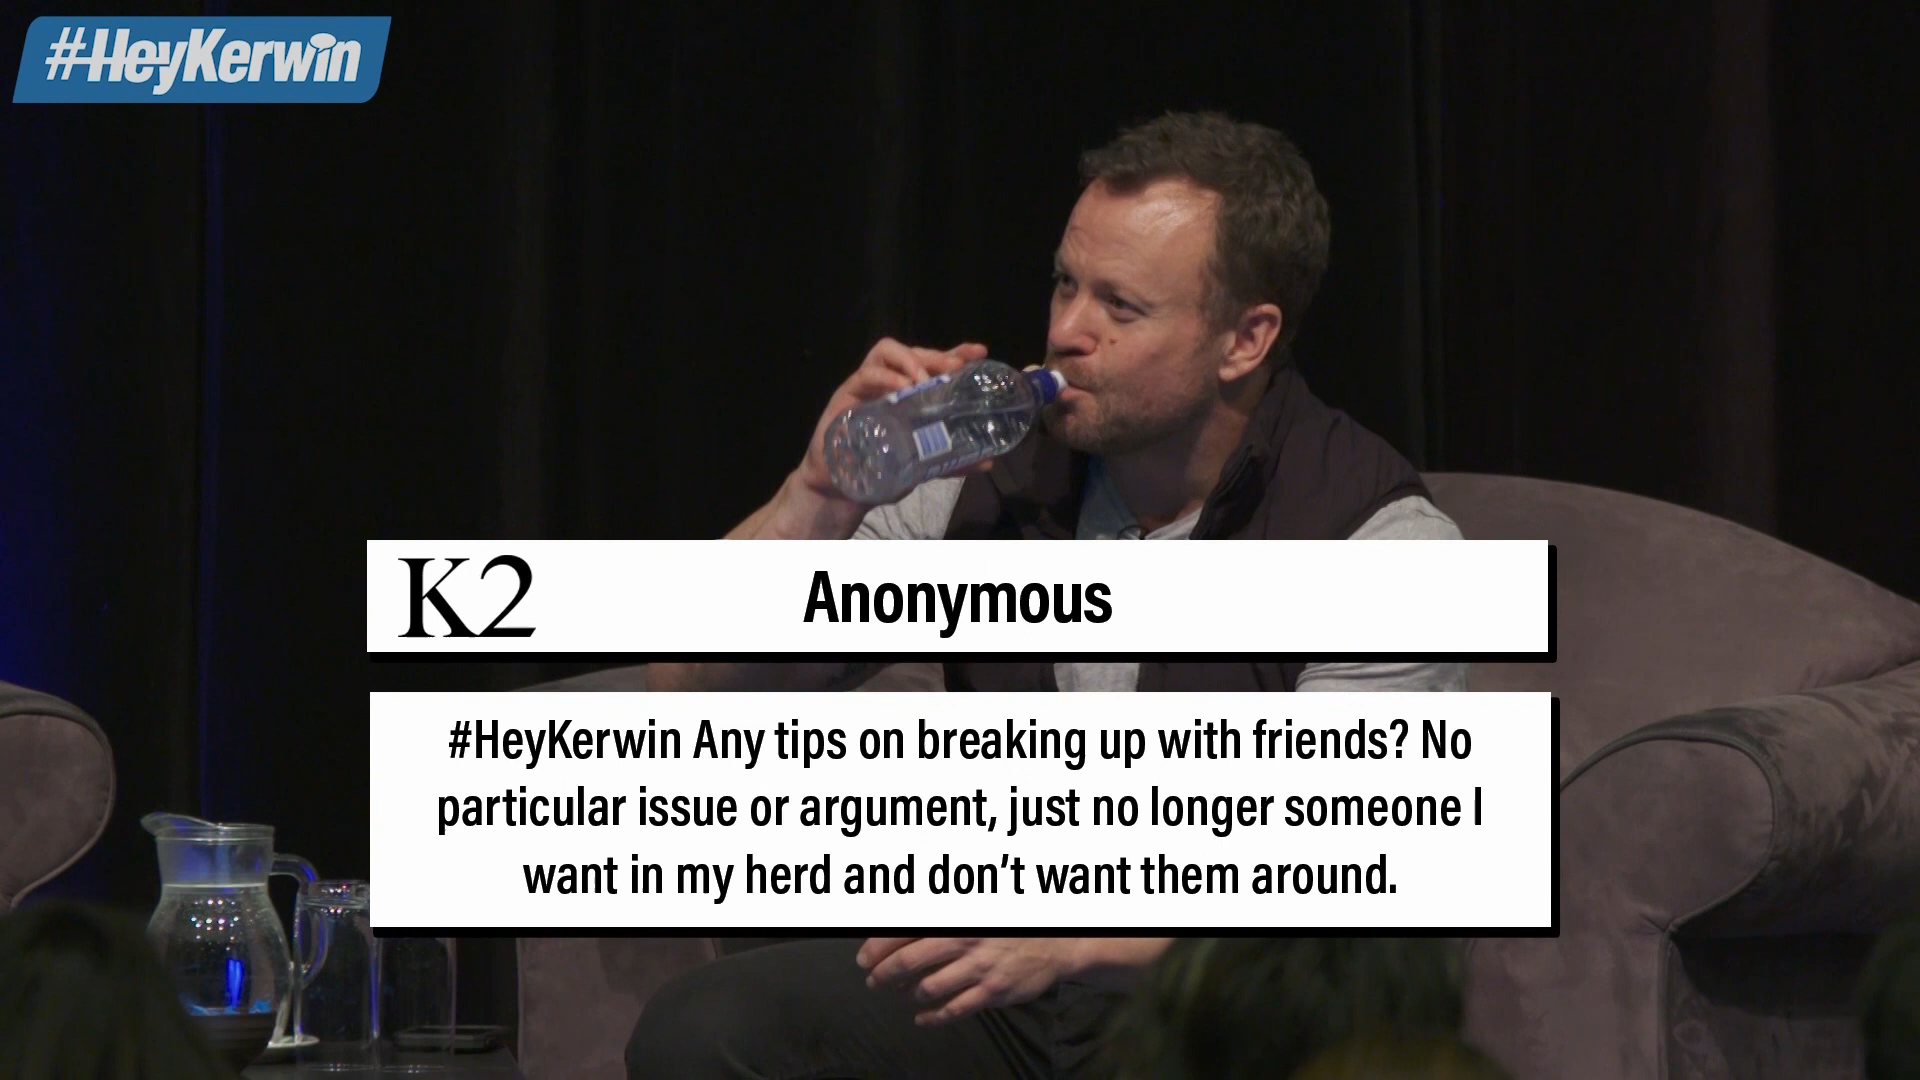 #HeyKerwin
K2
Anonymous
#HeyKerwin Any tips on breaking up with friends? No
particular issue or argument, just no longer someone I
want in my herd and don’t want them around.